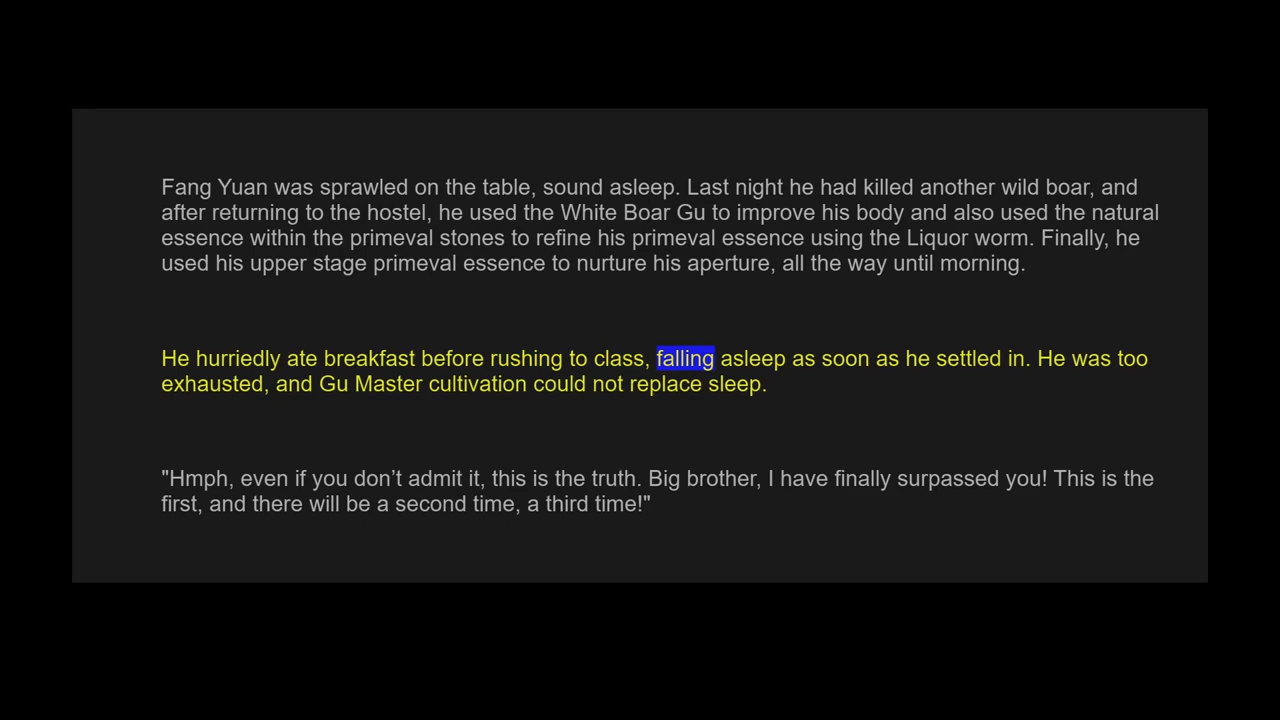 Fang Yuan was sprawled on the table, sound asleep. Last night he had killed another wild boar, and
after returning to the hostel, he used the White Boar Gu to improve his body and also used the natural
essence within the primeval stones to refine his primeval essence using the Liquor worm. Finally, he
used his upper stage primeval essence to nurture his aperture, all the way until morning.
He hurriedly ate breakfast before rushing to class, falling asleep as soon as he settled in. He was too
exhausted, and Gu Master cultivation could not replace sleep.
"Hmph, even if you don’t admit it, this is the truth. Big brother, I have finally surpassed you! This is the
first, and there will be a second time, a third time!"